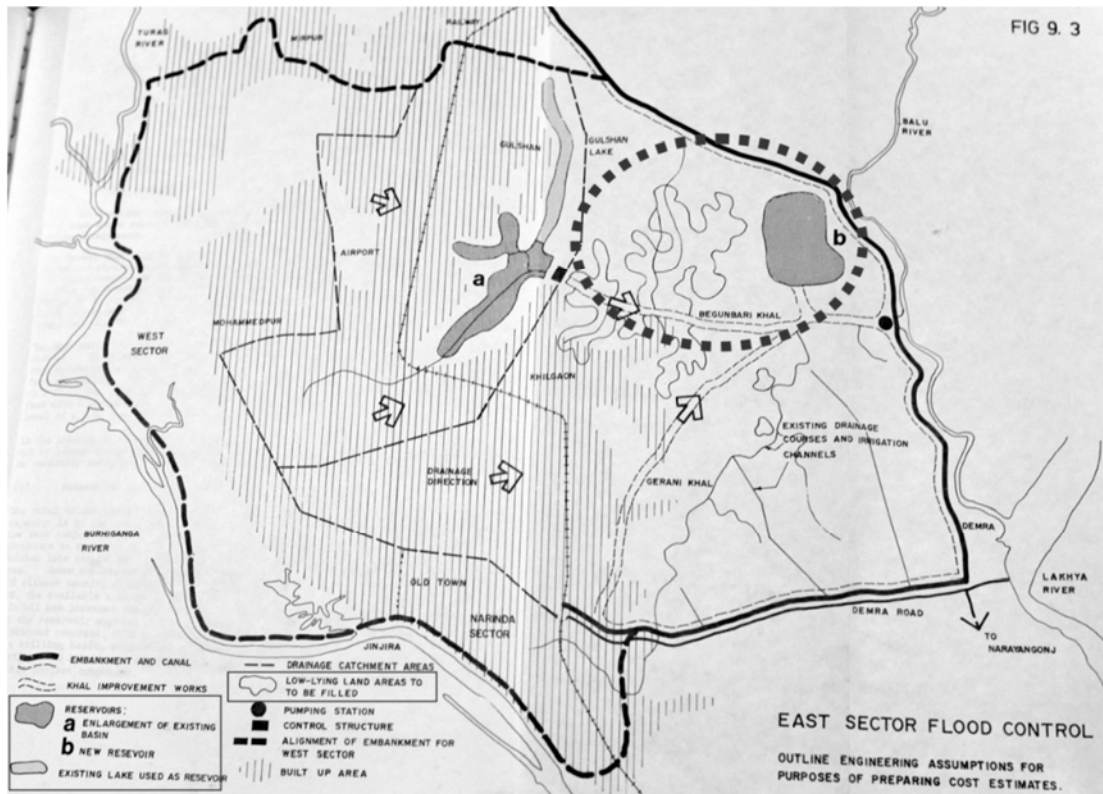 FIG 9. 3
TURAG
RIVER
MIRPUR
RAILWAY
BALU
RIVER
GULSHAN
GULSHAN
LAKE
AIRPORT
a
b
MOHAMMEDPUR
WEST
SECTOR
BEGUNBARI KHAL
KHILGAON
EXISTING DRAINAGE
COURSES AND IRRIGATION
CHANNELS
DRAINAGE
DIRECTION
GERANI KHAL
BURHIGANGA
RIVER
DEMRA
OLD TOWN
LAKHYA
RIVER
NARINDA
SECTOR
DEMRA ROAD
JINJIRA
TO
NARAYANGONJ
EMBANKMENT AND CANAL
KHAL IMPROVEMENT WORKS
RESERVOIRS:
a ENLARGEMENT OF EXISTING
BASIN
b NEW RESERVOIR
EXISTING LAKE USED AS RESEVOIR
DRAINAGE CATCHMENT AREAS
LOW-LYING LAND AREAS TO
TO BE FILLED
PUMPING STATION
CONTROL STRUCTURE
ALIGNMENT OF EMBANKMENT FOR
WEST SECTOR
BUILT UP AREA
EAST SECTOR FLOOD CONTROL
OUTLINE ENGINEERING ASSUMPTIONS FOR
PURPOSES OF PREPARING COST ESTIMATES.